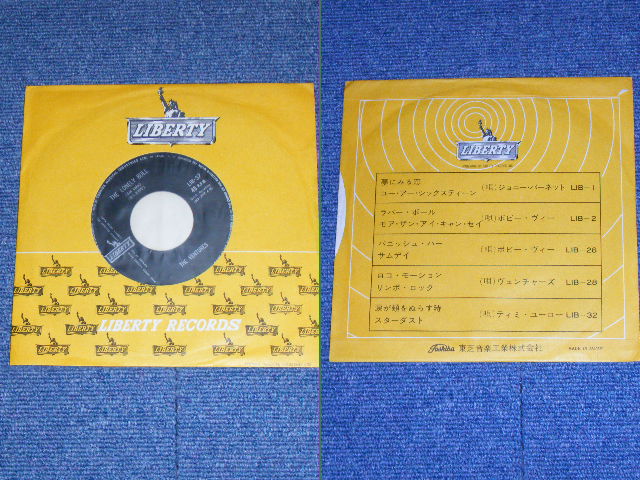 LIBERTY
THE LONELY BULL
LIB-37
THE VENTURES
LIBERTY
LIBERTY RECORDS
LIBERTY
夢にみる恋
ユー・アー・シックスティーン
(唄)ジョニー・バーネット LIB-1
ラバー・ボール
モア・ザン・アイ・キャン・セイ
(唄)ボビー・ヴィー LIB-2
パニッシュ・ハー
サムデイ
(唄)ボビー・ヴィー LIB-26
ロコ・モーション
リンボ・ロック
(唄)ヴェンチャーズ LIB-28
涙が頬をぬらす時
スターダスト
(唄)ティミ・ユーロー LIB-32
Toshiba 東芝音楽工業株式会社
MADE IN JAPAN